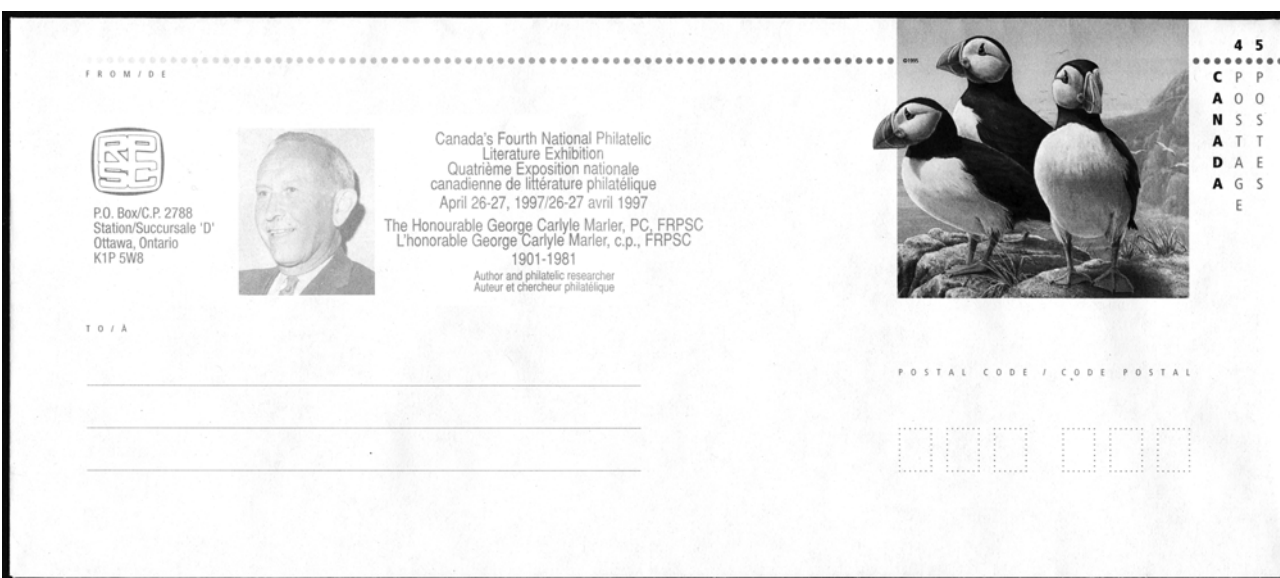 FROM/DE
RPSC
P.O. Box/C.P. 2788
Station/Succursale 'D'
Ottawa, Ontario
K1P 5W8
Canada's Fourth National Philatelic
Literature Exhibition
Quatrième Exposition nationale
canadienne de littérature philatélique
April 26-27, 1997/26-27 avril 1997
The Honourable George Carlyle Marler, PC, FRPSC
L'honorable George Carlyle Marler, c.p., FRPSC
1901-1981
Author and philatelic researcher
Auteur et chercheur philatélique
©1995
45
CANADA
POSTAGE
POSTES
TO/À
POSTAL CODE / CODE POSTAL